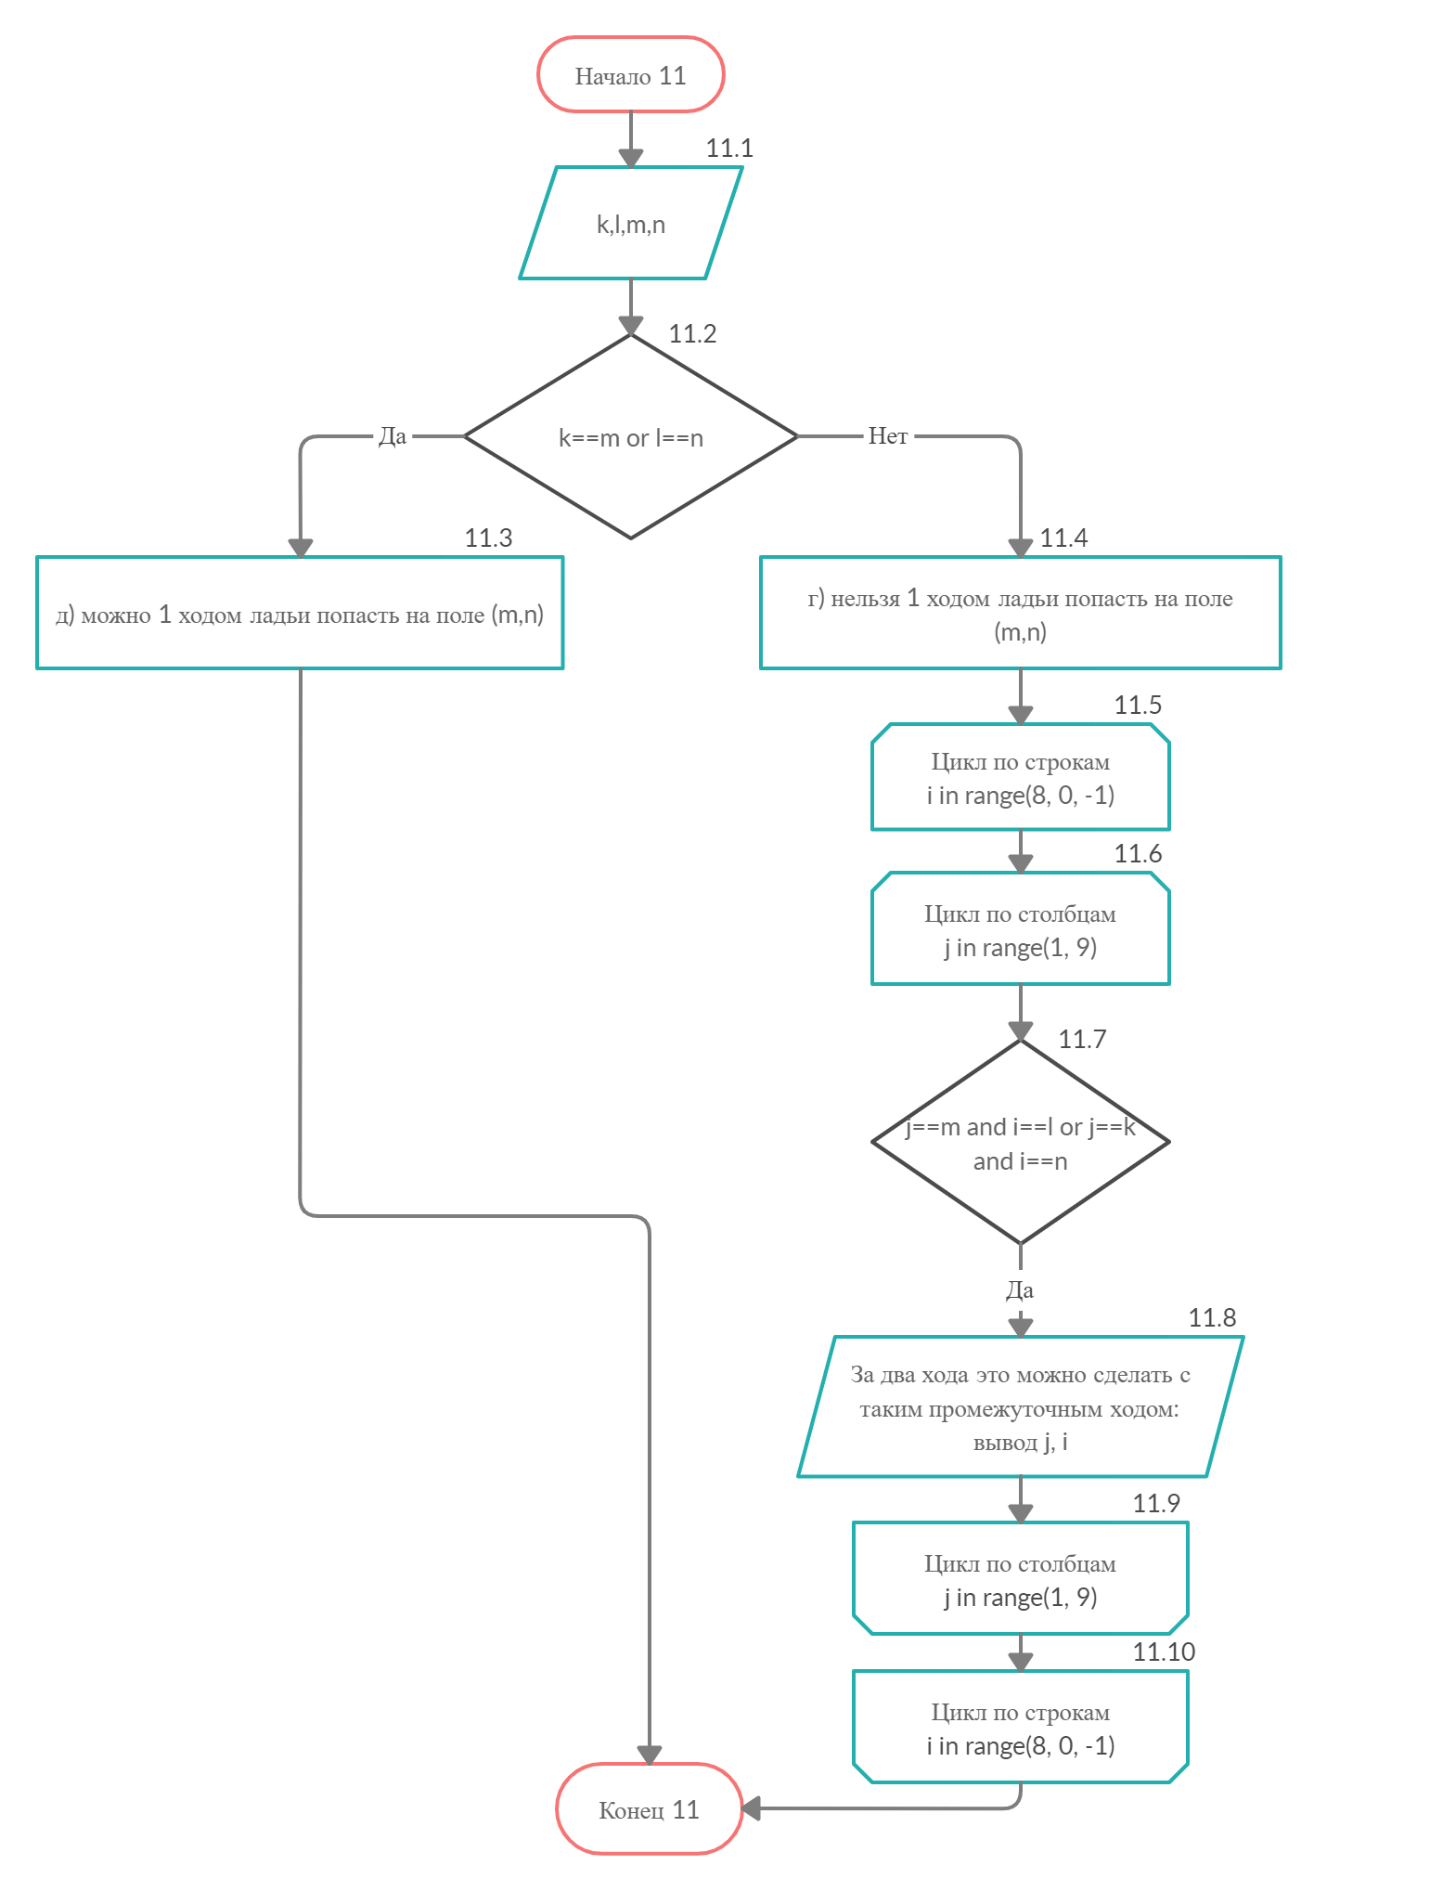 Начало 11
11.1
k,l,m,n
11.2
k==m or l==n
Да
Нет
11.3
д) можно 1 ходом ладьи попасть на поле (m,n)
11.4
г) нельзя 1 ходом ладьи попасть на поле
(m,n)
11.5
Цикл по строкам
i in range(8, 0, -1)
11.6
Цикл по столбцам
j in range(1, 9)
11.7
j==m and i==l or j==k
and i==n
Да
11.8
За два хода это можно сделать с
таким промежуточным ходом:
вывод j, i
11.9
Цикл по столбцам
j in range(1, 9)
11.10
Цикл по строкам
i in range(8, 0, -1)
Конец 11